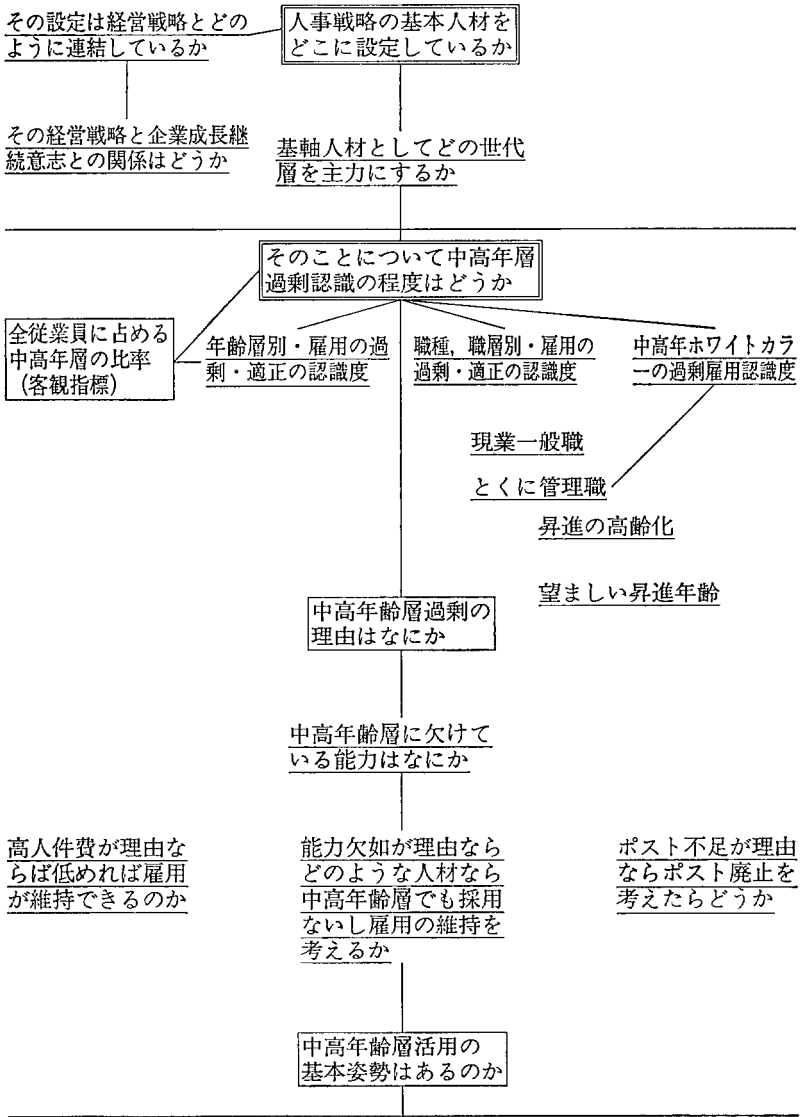 その設定は経営戦略とどの
ように連結しているか
人事戦略の基本人材を
どこに設定しているか
その経営戦略と企業成長継
続意志との関係はどうか
基軸人材としてどの世代
層を主力にするか
そのことについて中高年層
過剰認識の程度はどうか
全従業員に占める
中高年層の比率
(客観指標)
年齢層別・雇用の過
剰・適正の認識度
職種,職層別・雇用の
過剰・適正の認識度
中高年ホワイトカラ
ーの過剰雇用認識度
現業一般職
とくに管理職
昇進の高齢化
望ましい昇進年齢
中高年齢層過剰の
理由はなにか
中高年齢層に欠けて
いる能力はなにか
高人件費が理由な
らば低めれば雇用
が維持できるのか
能力欠如が理由なら
どのような人材なら
中高年齢層でも採用
ないし雇用の維持を
考えるか
ポスト不足が理由
ならポスト廃止を
考えたらどうか
中高年齢層活用の
基本姿勢はあるのか